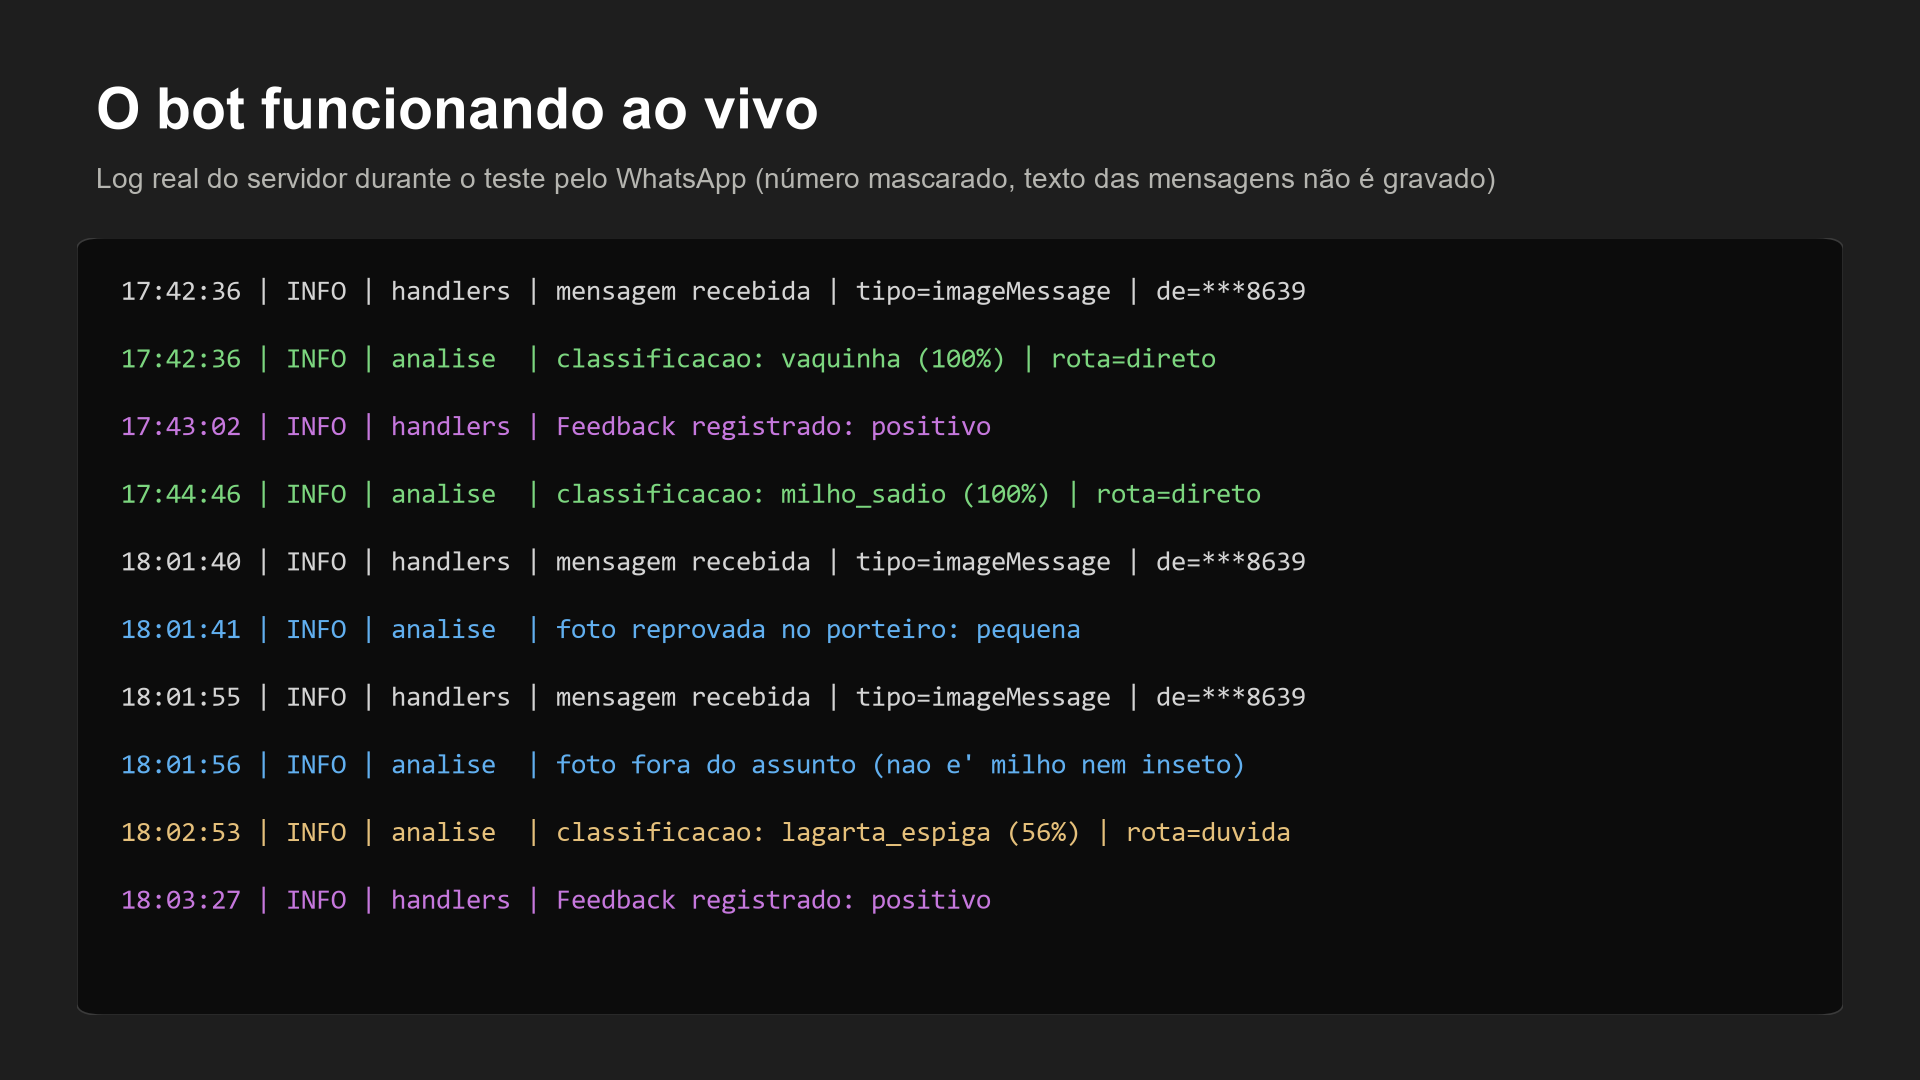 O bot funcionando ao vivo
Log real do servidor durante o teste pelo WhatsApp (número mascarado, texto das mensagens não é gravado)
17:42:36 | INFO | handlers | mensagem recebida | tipo=imageMessage | de=***8639
17:42:36 | INFO | analise  | classificacao: vaquinha (100%) | rota=direto
17:43:02 | INFO | handlers | Feedback registrado: positivo
17:44:46 | INFO | analise  | classificacao: milho_sadio (100%) | rota=direto
18:01:40 | INFO | handlers | mensagem recebida | tipo=imageMessage | de=***8639
18:01:41 | INFO | analise  | foto reprovada no porteiro: pequena
18:01:55 | INFO | handlers | mensagem recebida | tipo=imageMessage | de=***8639
18:01:56 | INFO | analise  | foto fora do assunto (nao e' milho nem inseto)
18:02:53 | INFO | analise  | classificacao: lagarta_espiga (56%) | rota=duvida
18:03:27 | INFO | handlers | Feedback registrado: positivo